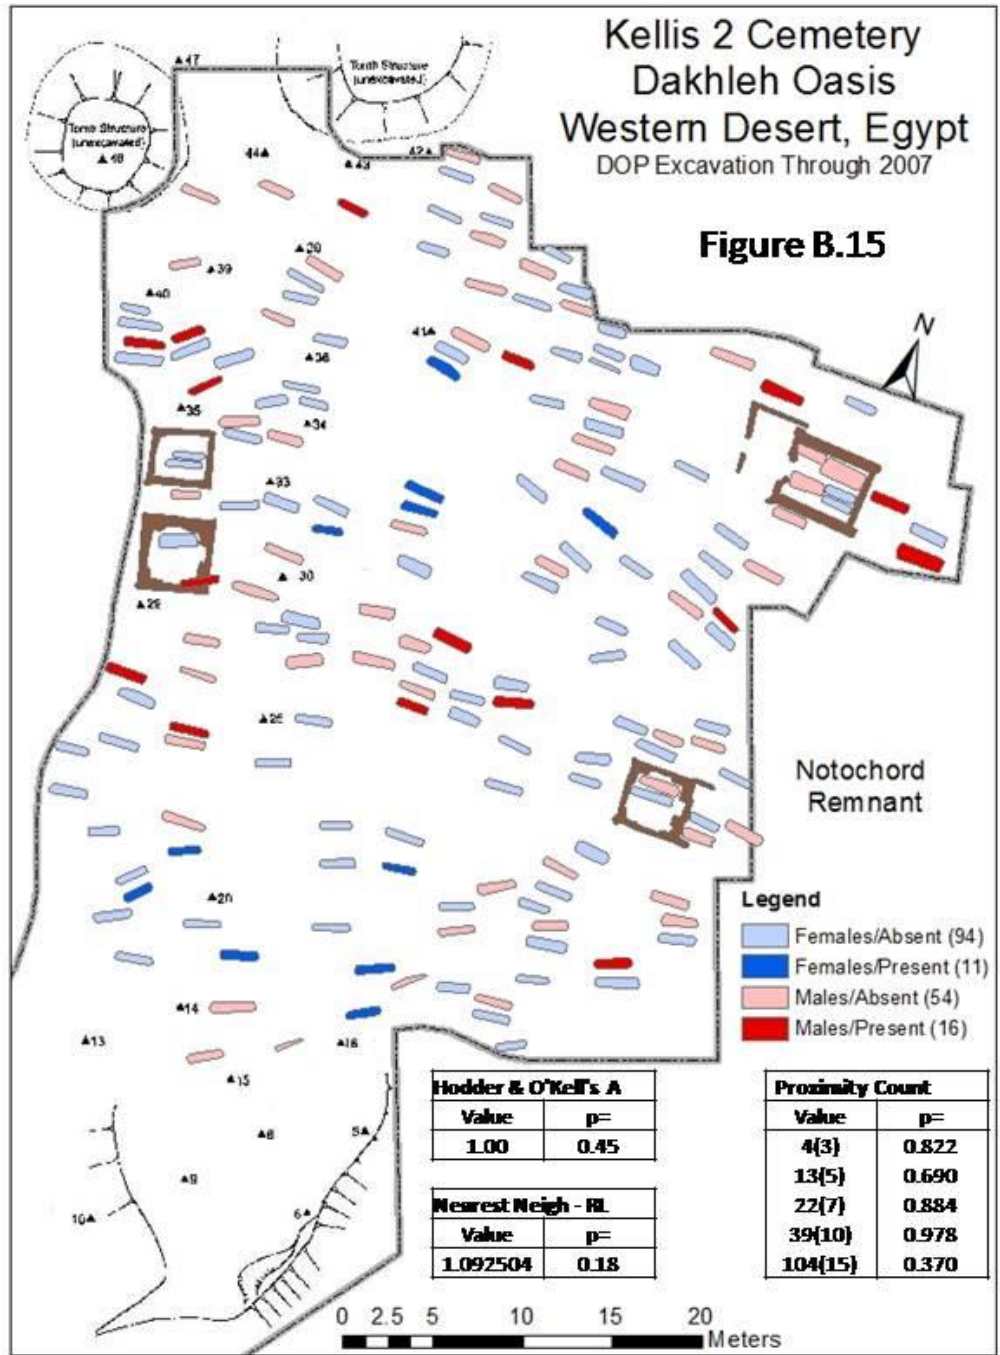 Kellis 2 Cemetery
Dakhleh Oasis
Western Desert, Egypt
DOP Excavation Through 2007
Figure B.15
47
Tomb Structure
(unexcavated)
Tomb Structure
(unexcavated)
48
44
43
42
N
39
40
41
36
35
34
33
30
29
25
20
14
13
16
15
8
5
9
10
6
Notochord
Remnant
Legend
Females/Absent (94)
Females/Present (11)
Males/Absent (54)
Males/Present (16)
Hodder & O'Kell's A
Value p=
1.00 0.45
Nearest Neigh - RL
Value p=
1.092504 0.18
Proximity Count
Value p=
4(3) 0.822
13(5) 0.690
22(7) 0.884
39(10) 0.978
104(15) 0.370
0 2.5 5 10 15 20
Meters